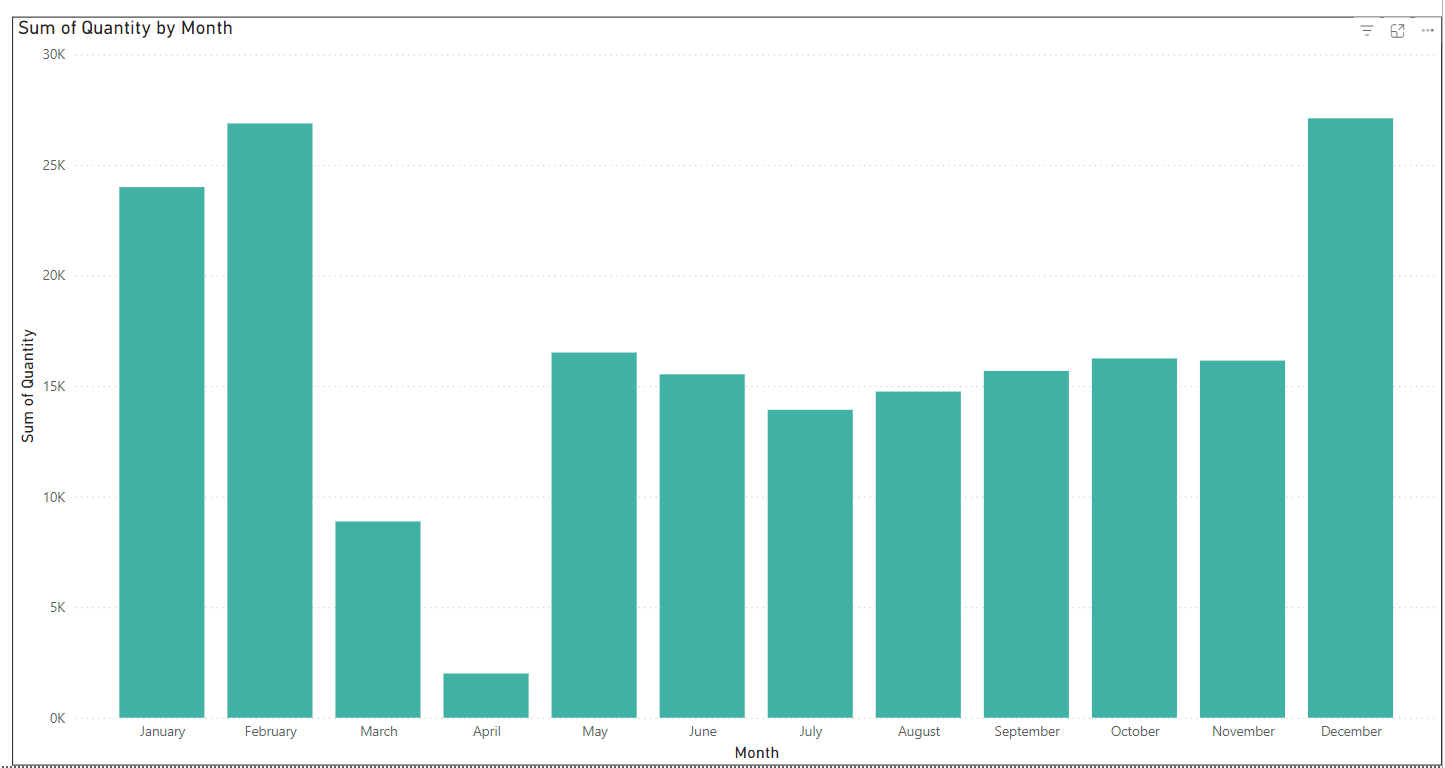 Sum of Quantity by Month
30K
25K
20K
15K
10K
5K
0K
Sum of Quantity
January February March April May June July August September October November December
Month